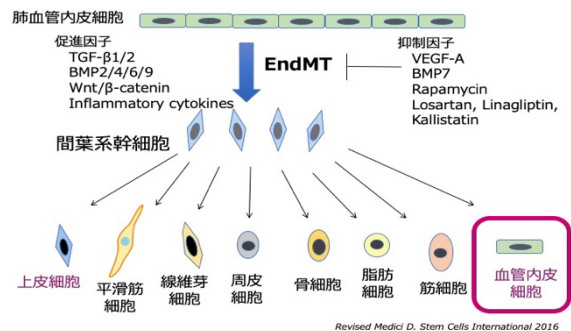 肺血管内皮細胞
促進因子
TGF-β1/2
BMP2/4/6/9
Wnt/β-catenin
Inflammatory cytokines
EndMT
抑制因子
VEGF-A
BMP7
Rapamycin
Losartan, Linagliptin,
Kallistatin
間葉系幹細胞
上皮細胞
平滑筋
細胞
線維芽
細胞
周皮
細胞
骨細胞
脂肪
細胞
筋細胞
血管内皮
細胞
Revised Medici D. Stem Cells International 2016